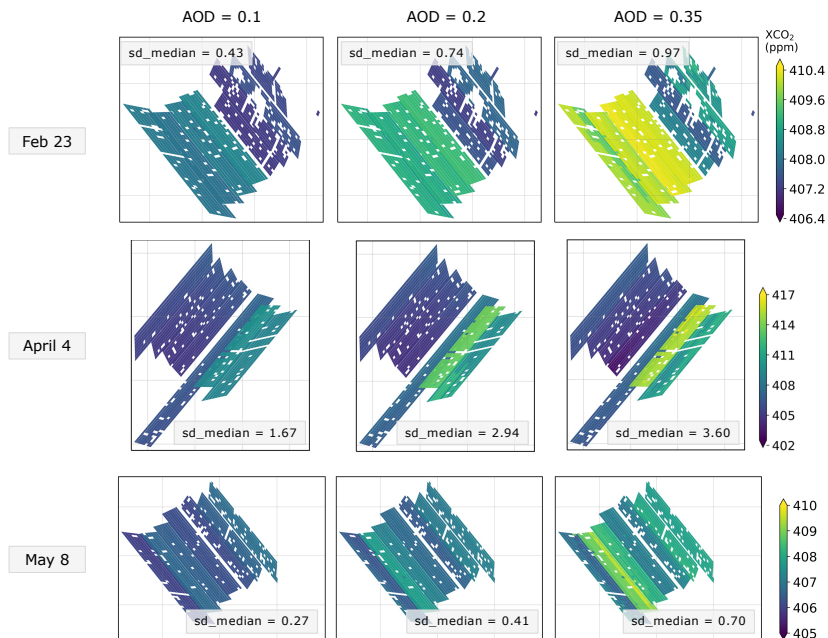 AOD = 0.1
AOD = 0.2
AOD = 0.35
XCO₂
(ppm)
Feb 23
sd_median = 0.43
sd_median = 0.74
sd_median = 0.97
410.4
409.6
408.8
408.0
407.2
406.4
April 4
sd_median = 1.67
sd_median = 2.94
sd_median = 3.60
417
414
411
408
405
402
May 8
sd_median = 0.27
sd_median = 0.41
sd_median = 0.70
410
409
408
407
406
405